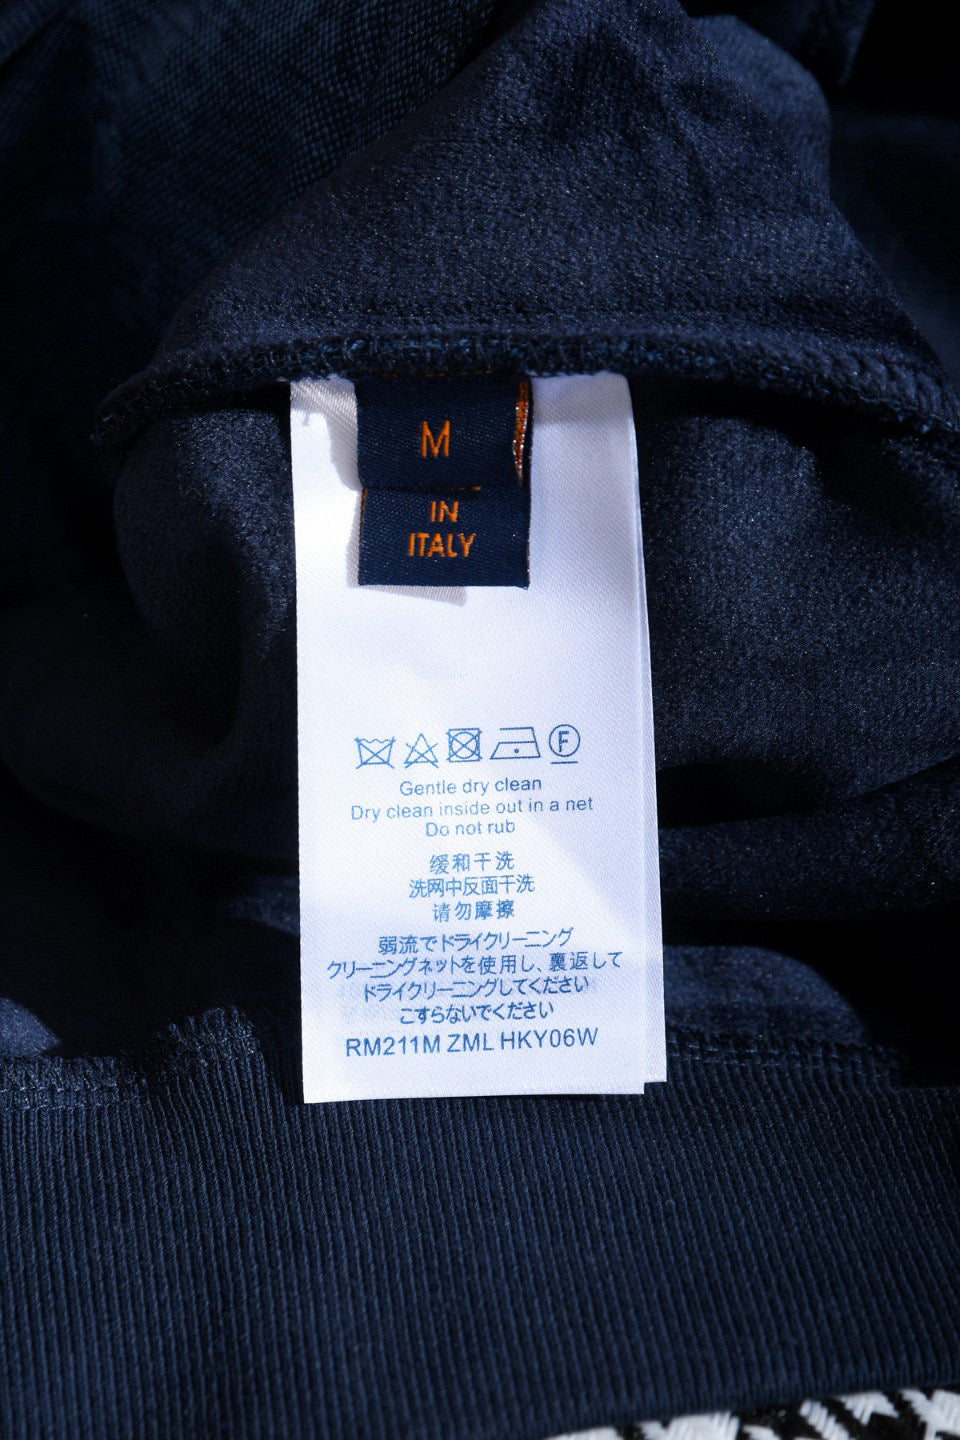 M
IN
ITALY
F
Gentle dry clean
Dry clean inside out in a net
Do not rub
缓和干洗
洗网中反面干洗
请勿摩擦
弱流でドライクリーニング
クリーニングネットを使用し、裏返して
ドライクリーニングしてください
こすらないでください
RM211M ZML HKY06W